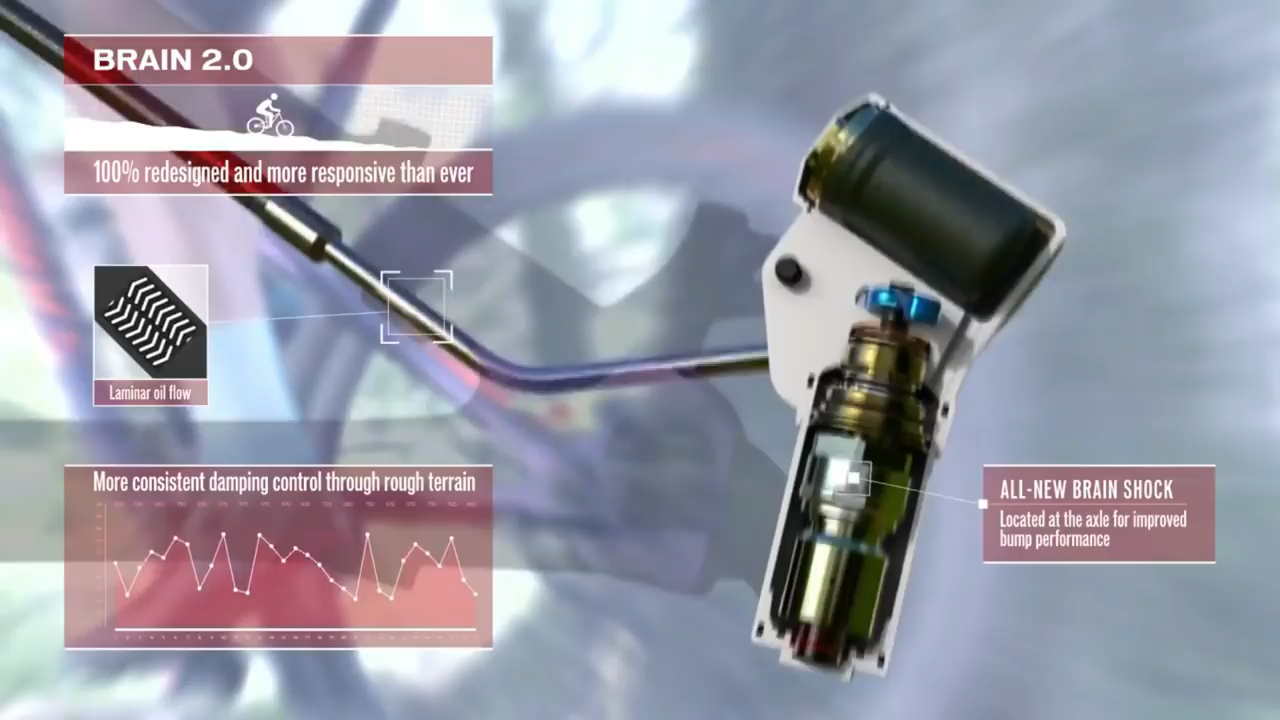 BRAIN 2.0
100% redesigned and more responsive than ever
Laminar oil flow
More consistent damping control through rough terrain
ALL-NEW BRAIN SHOCK
Located at the axle for improved
bump performance